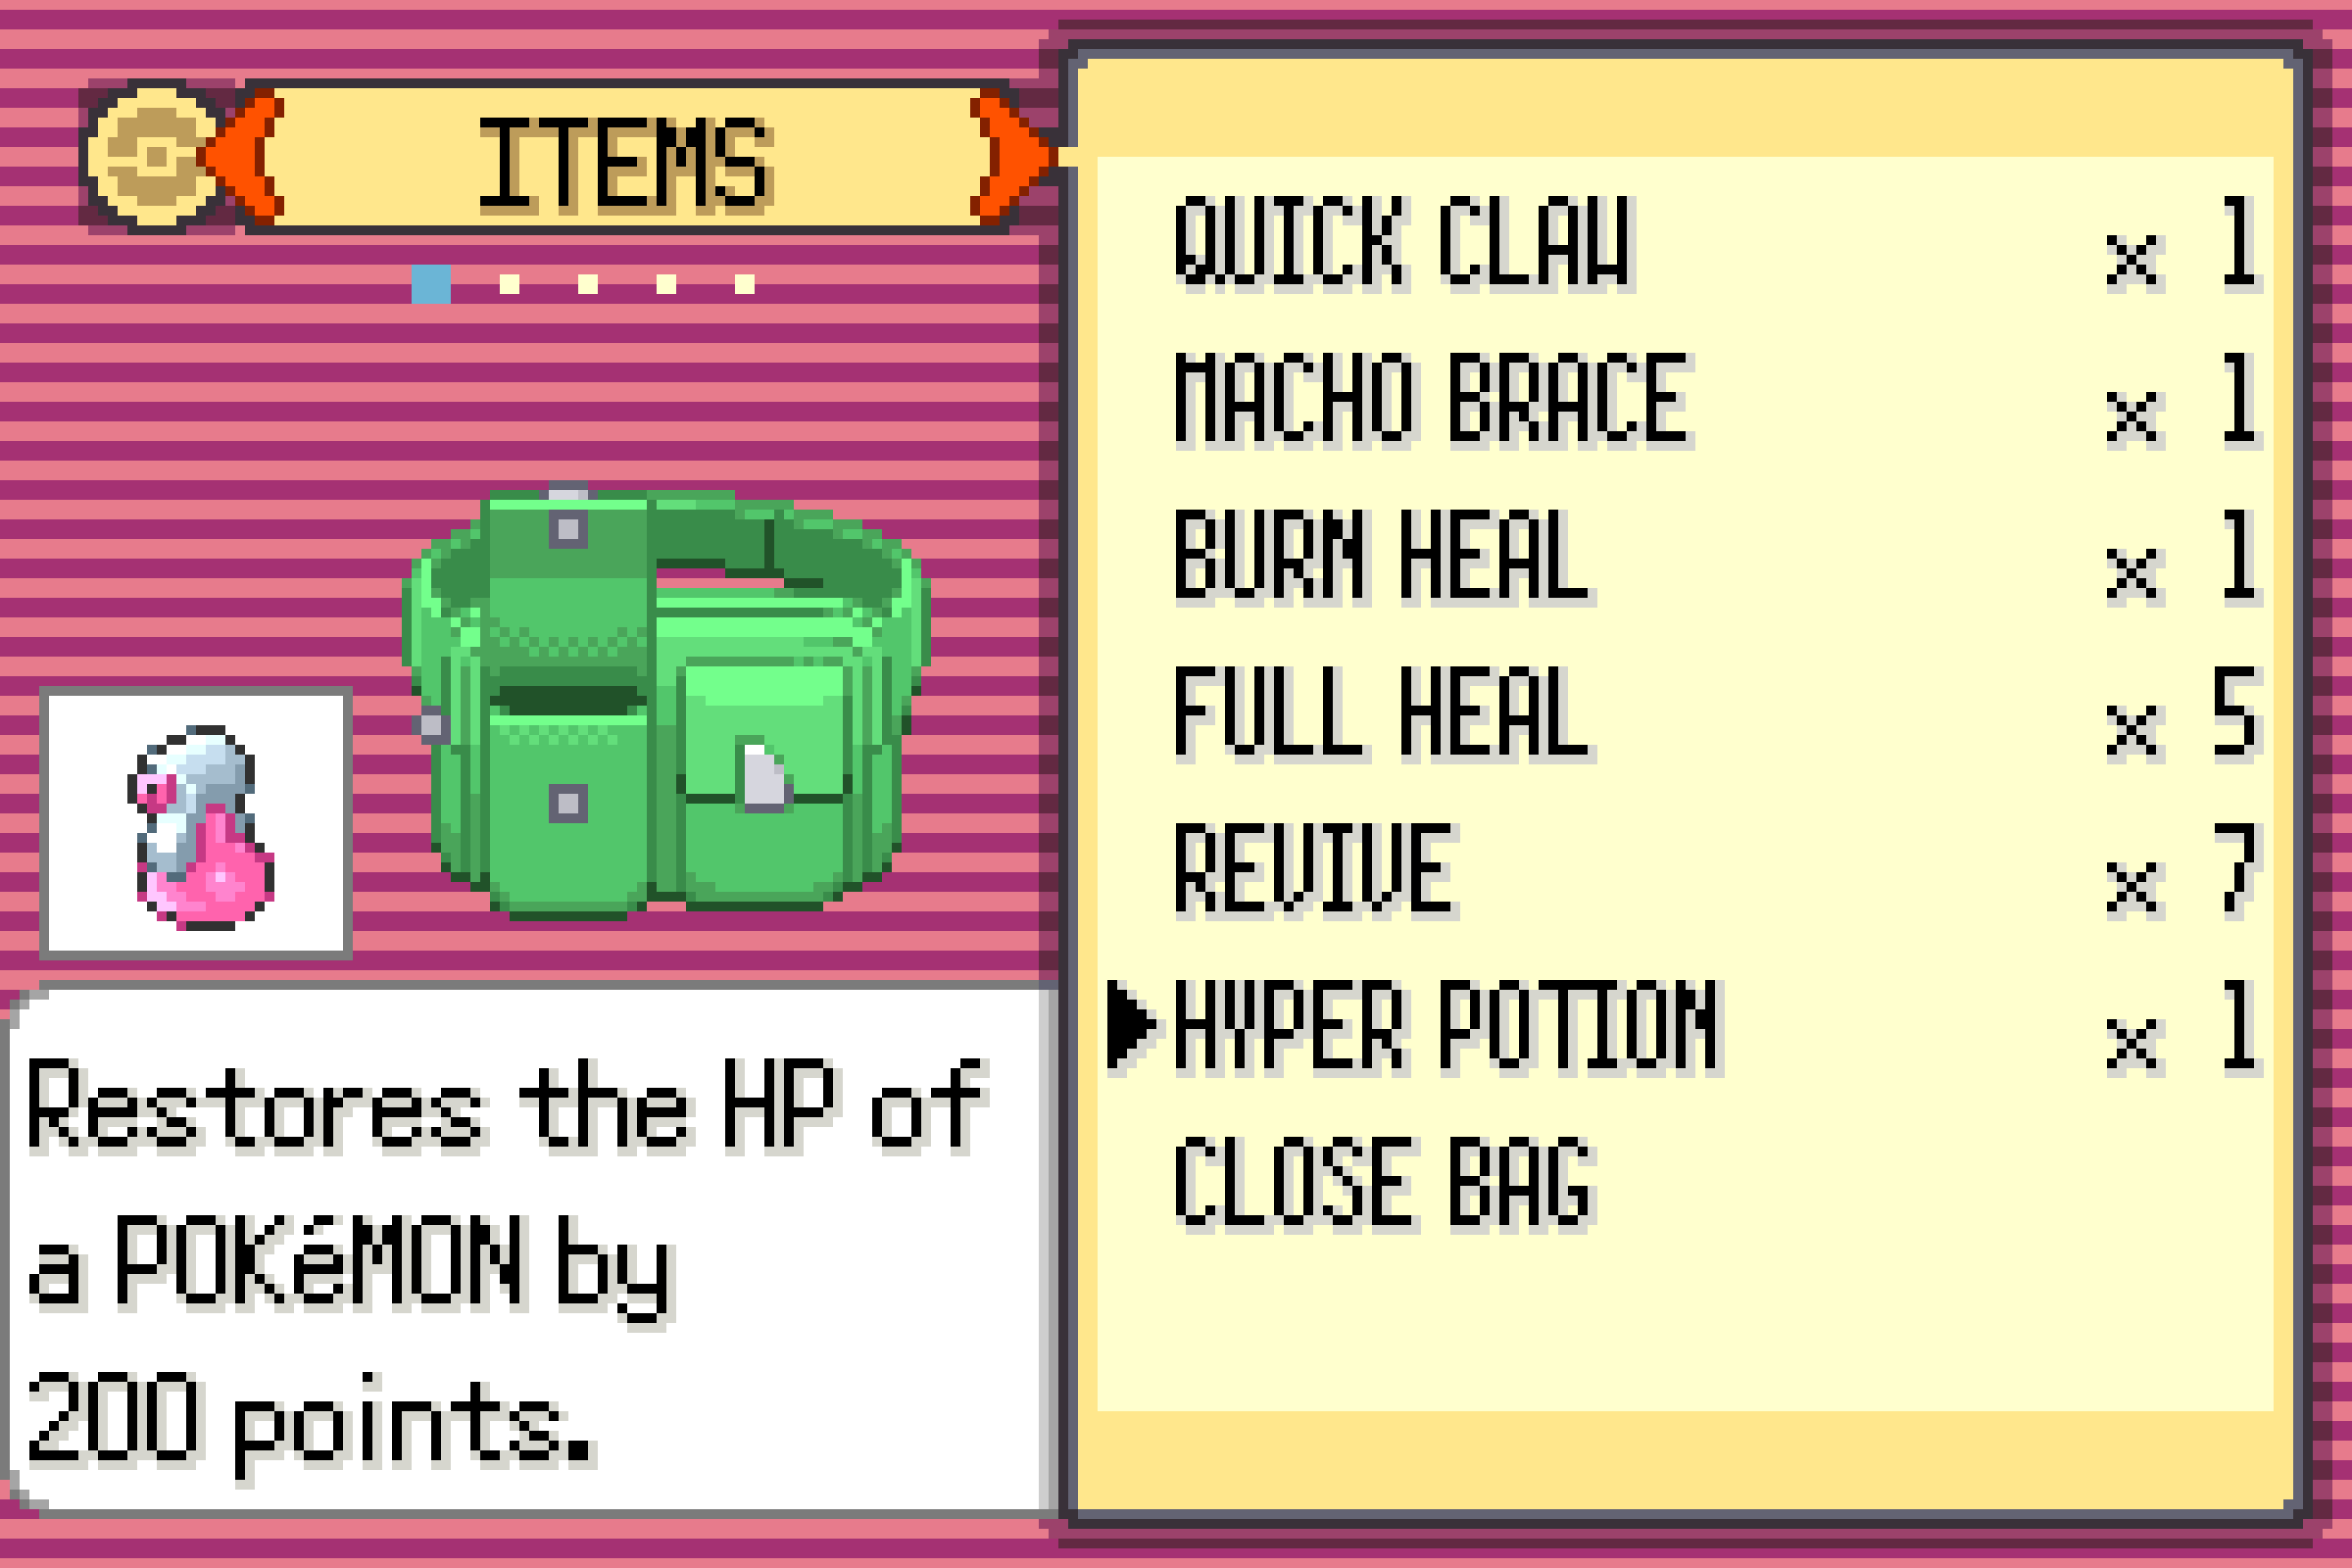 ITEMS
QUICK CLAW × 1
MACHO BRACE × 1
BURN HEAL × 1
FULL HEAL × 5
REVIVE × 7
HYPER POTION × 1
CLOSE BAG
Restores the HP of
a POKéMON by
200 points.